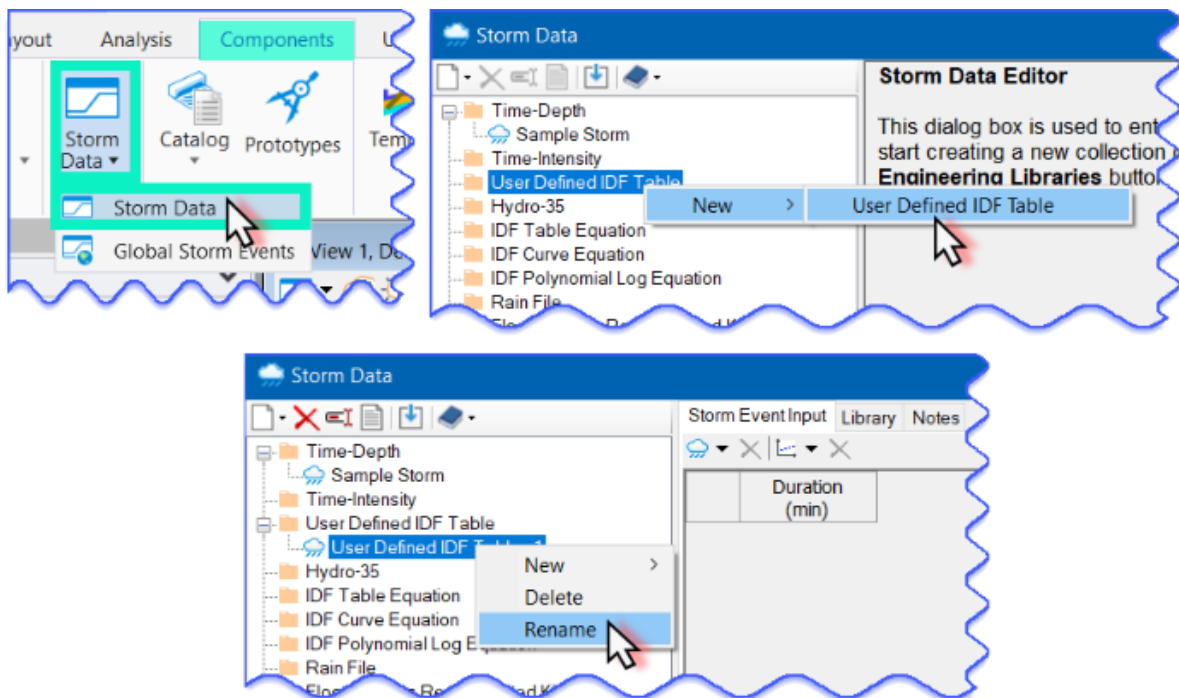 Analysis
Components
Storm
Data
Catalog
Prototypes
Storm Data
Global Storm Events
View 1,
Storm Data
Time-Depth
Sample Storm
Time-Intensity
User Defined IDF Table
Hydro-35
IDF Table Equation
IDF Curve Equation
IDF Polynomial Log Equation
Rain File
New >
User Defined IDF Table
Storm Data Editor
This dialog box is used to
start creating a new collection
Engineering Libraries
Storm Data
Time-Depth
Sample Storm
Time-Intensity
User Defined IDF Table
User Defined IDF
Hydro-35
IDF Table Equation
IDF Curve Equation
IDF Polynomial Log
Rain File
New >
Delete
Rename
Storm Event Input Library Notes
Duration
(min)